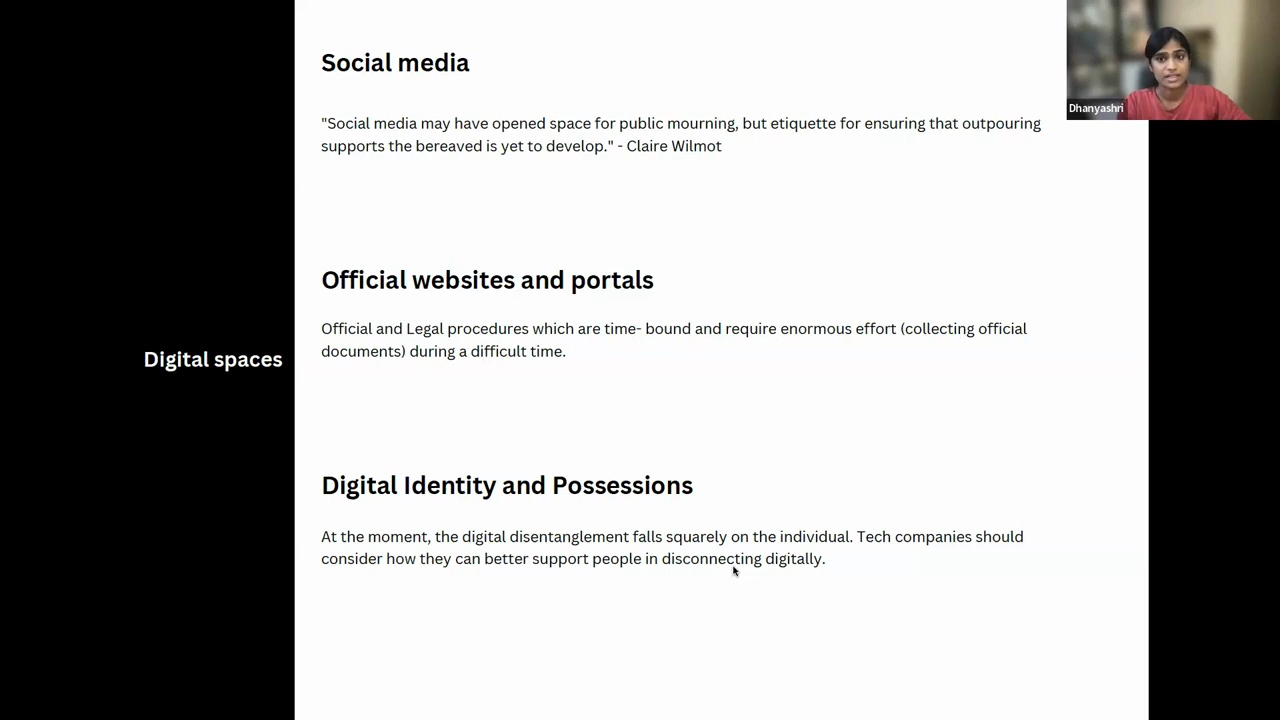 Social media
Dhanyashri
"Social media may have opened space for public mourning, but etiquette for ensuring that outpouring
supports the bereaved is yet to develop." - Claire Wilmot
Official websites and portals
Official and Legal procedures which are time- bound and require enormous effort (collecting official
documents) during a difficult time.
Digital spaces
Digital Identity and Possessions
At the moment, the digital disentanglement falls squarely on the individual. Tech companies should
consider how they can better support people in disconnecting digitally.